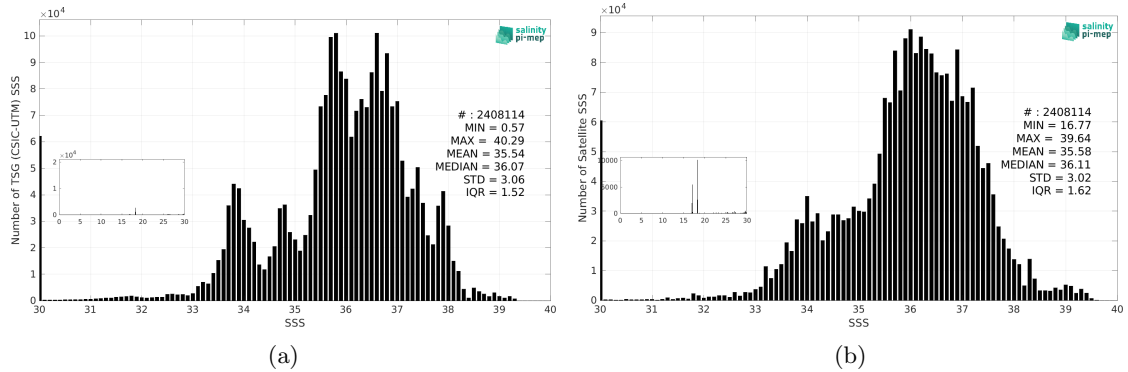 ×10⁴
salinity
pi-mep
10
9
8
7
6
5
4
3
2
1
0
Number of TSG (CSIC-UTM) SSS
# : 2408114
MIN = 0.57
MAX = 40.29
MEAN = 35.54
MEDIAN = 36.07
STD = 3.06
IQR = 1.52
×10⁴
2
1
0
0 5 10 15 20 25 30
30 31 32 33 34 35 36 37 38 39 40
SSS
(a)
×10⁴
salinity
pi-mep
9
8
7
6
5
4
3
2
1
0
Number of Satellite SSS
# : 2408114
MIN = 16.77
MAX = 39.64
MEAN = 35.58
MEDIAN = 36.11
STD = 3.02
IQR = 1.62
10000
5000
0
0 5 10 15 20 25 30
30 31 32 33 34 35 36 37 38 39 40
SSS
(b)